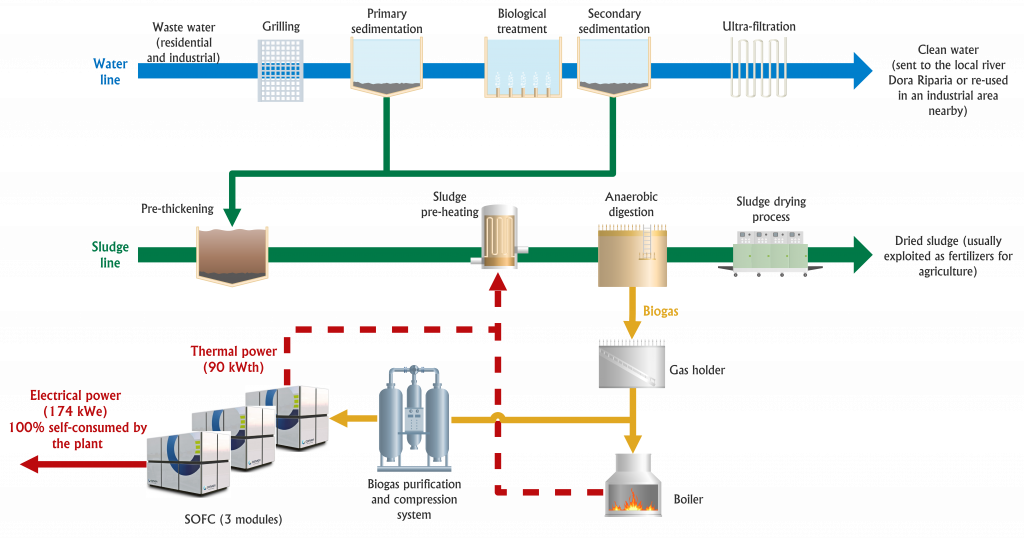 Waste water
(residential
and industrial)
Grilling
Primary
sedimentation
Biological
treatment
Secondary
sedimentation
Ultra-filtration
Water
line
Clean water
(sent to the local river
Dora Riparia or re-used
in an industrial area
nearby)
Pre-thickening
Sludge
pre-heating
Anaerobic
digestion
Sludge drying
process
Sludge
line
Dried sludge (usually
exploited as fertilizers for
agriculture)
Biogas
Thermal power
(90 kWth)
Gas holder
Electrical power
(174 kWe)
100% self-consumed by
the plant
Biogas purification
and compression
system
Boiler
SOFC (3 modules)